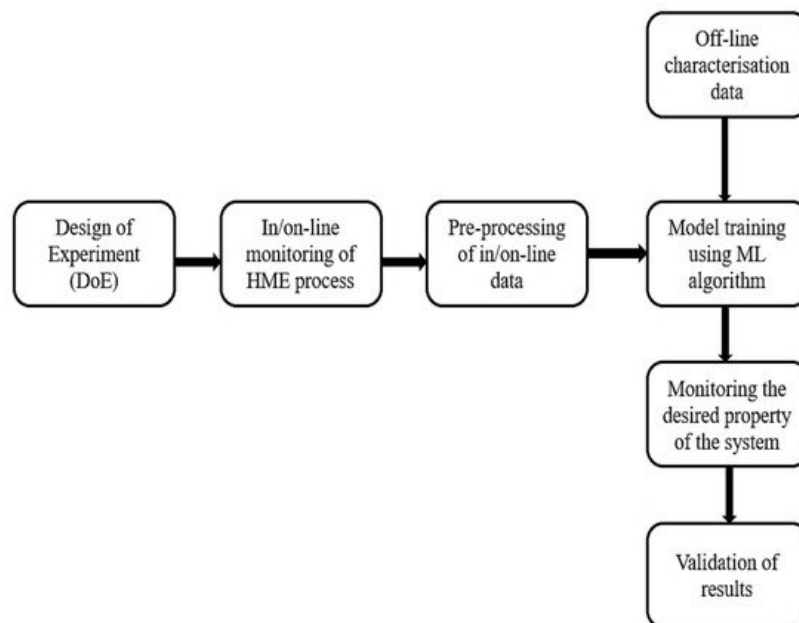 Off-line
characterisation
data
Design of
Experiment
(DoE)
In/on-line
monitoring of
HME process
Pre-processing
of in/on-line
data
Model training
using ML
algorithm
Monitoring the
desired property
of the system
Validation of
results